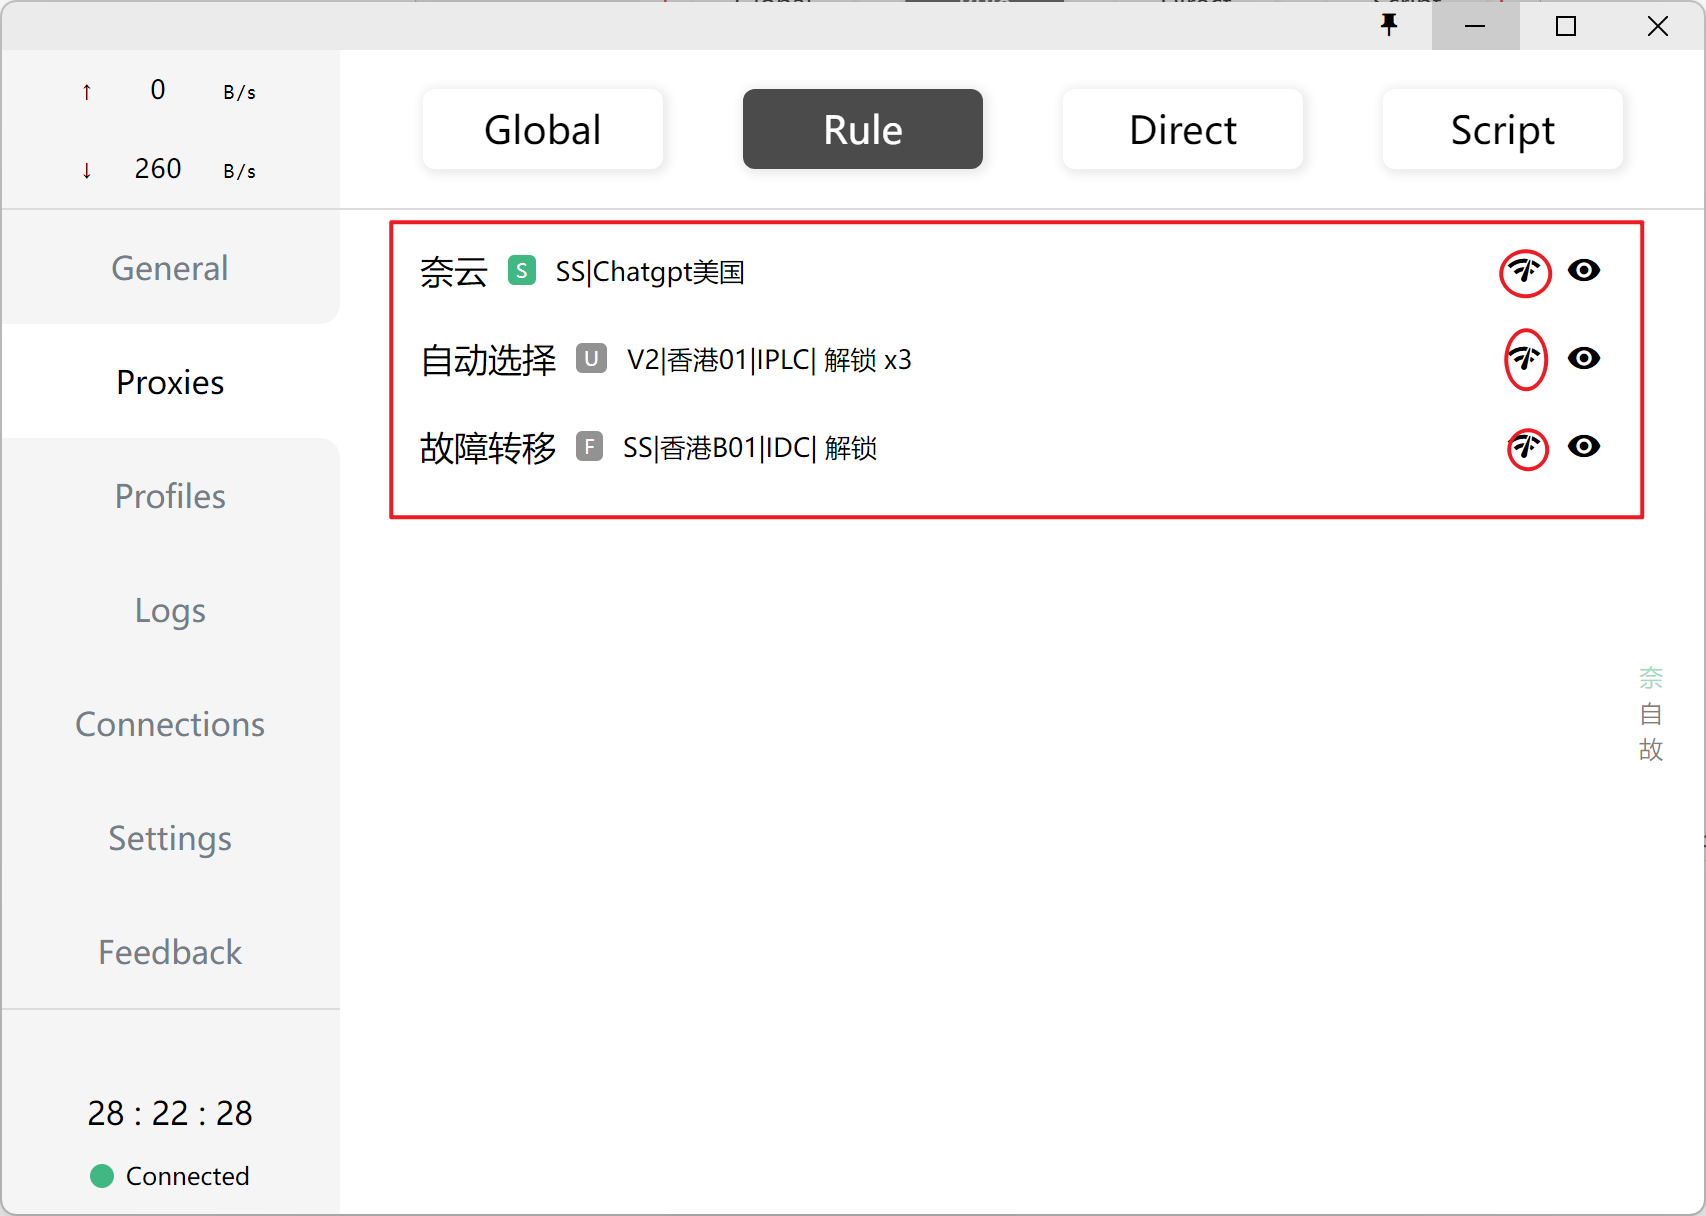 ↑ 0 B/s
↓ 260 B/s
Global Rule Direct Script
General
Proxies
Profiles
Logs
Connections
Settings
Feedback
28 : 22 : 28
Connected
奈云 S SS|Chatgpt美国
自动选择 U V2|香港01|IPLC| 解锁 x3
故障转移 F SS|香港B01|IDC| 解锁
奈
自
故